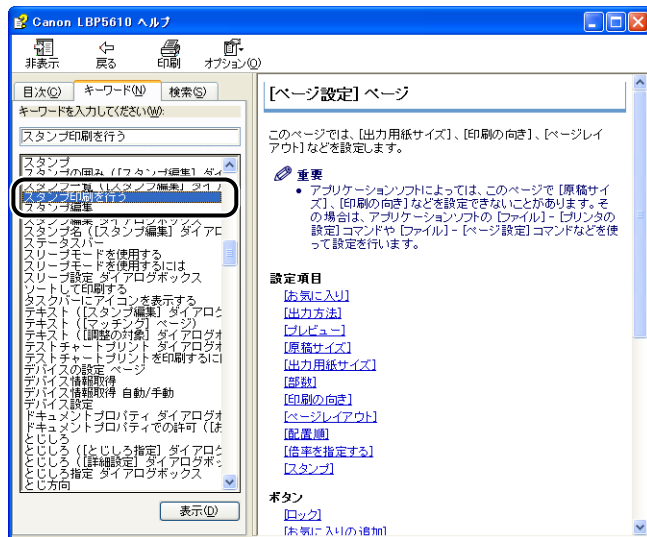 Canon LBP5610 ヘルプ
非表示 戻る 印刷 オプション(O)
目次(C) キーワード(N) 検索(S)
キーワードを入力してください(W):
スタンプ印刷を行う
スタンプ
スタンプの囲み ([スタンプ編集] ダイ
スタンプ一覧 ([スタンプ編集] ダイア
スタンプ印刷を行う
スタンプ編集
スタンプ編集 ダイアログボックス
スタンプ名 ([スタンプ編集] ダイアロ
ステータスバー
スリープモードを使用する
スリープモードを使用するには
スリープ設定 ダイアログボックス
ソートして印刷する
タスクバーにアイコンを表示する
テキスト ([スタンプ編集] ダイアログ
テキスト ([マッチング] ページ)
テキスト ([調整の対象] ダイアログボ
テストチャートプリント ダイアログボ
テストチャートプリントを印刷するに
デバイスの設定 ページ
デバイス情報取得
デバイス情報取得 自動/手動
デバイス設定
ドキュメントプロパティ ダイアログボ
ドキュメントプロパティでの許可 ([お
とじしろ
とじしろ ([とじしろ指定] ダイアログ
とじしろ ([詳細設定] ダイアログボッ
とじしろ指定 ダイアログボックス
とじ方向
表示(D)
[ページ設定] ページ
このページでは、[出力用紙サイズ]、[印刷の向き]、[ページレイ
アウト] などを設定します。
重要
• アプリケーションソフトによっては、このページで [原稿サイ
ズ]、[印刷の向き] などを設定できないことがあります。そ
の場合は、アプリケーションソフトの [ファイル] - [プリンタの
設定] コマンドや [ファイル] - [ページ設定] コマンドなどを使
って設定を行います。
設定項目
[お気に入り]
[出力方法]
[プレビュー]
[原稿サイズ]
[出力用紙サイズ]
[部数]
[印刷の向き]
[ページレイアウト]
[配置順]
[倍率を指定する]
[スタンプ]
ボタン
[ロック]
[お気に入りの追加]